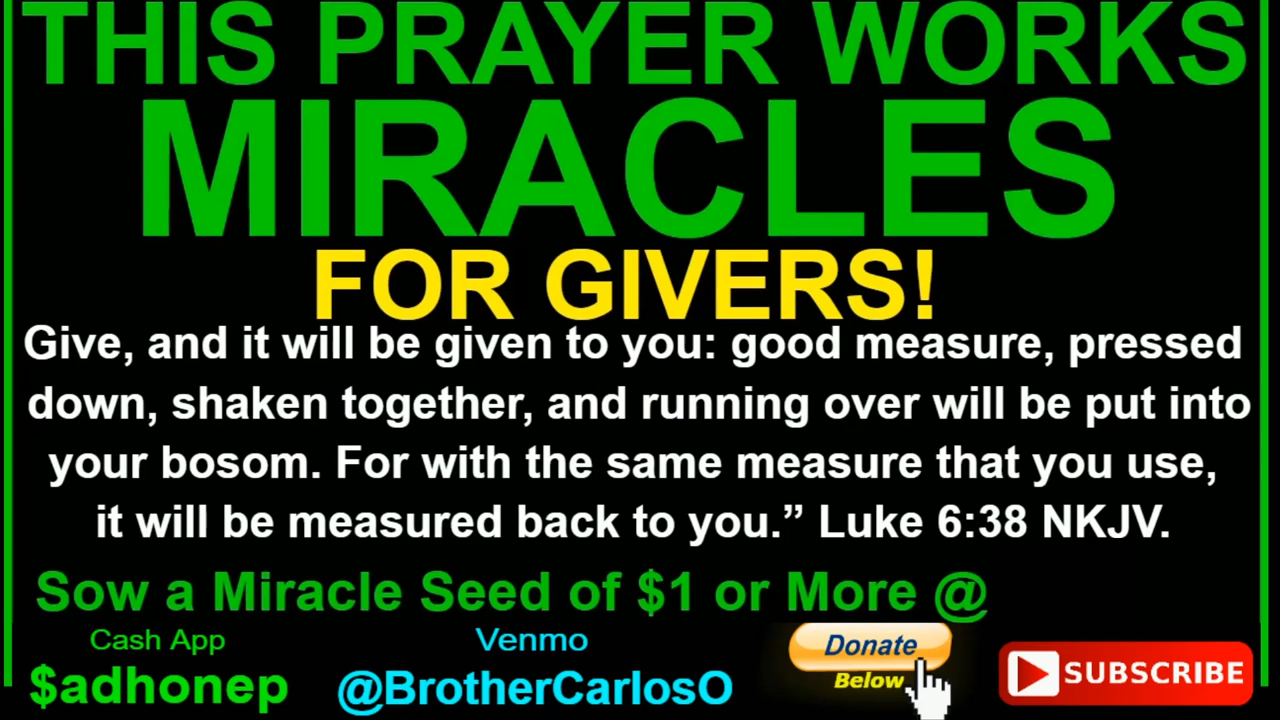 THIS PRAYER WORKS
MIRACLES
FOR GIVERS!
Give, and it will be given to you: good measure, pressed
down, shaken together, and running over will be put into
your bosom. For with the same measure that you use,
it will be measured back to you.” Luke 6:38 NKJV.
Sow a Miracle Seed of $1 or More @
Cash App
$adhonep
Venmo
@BrotherCarlosO
Donate
Below
SUBSCRIBE